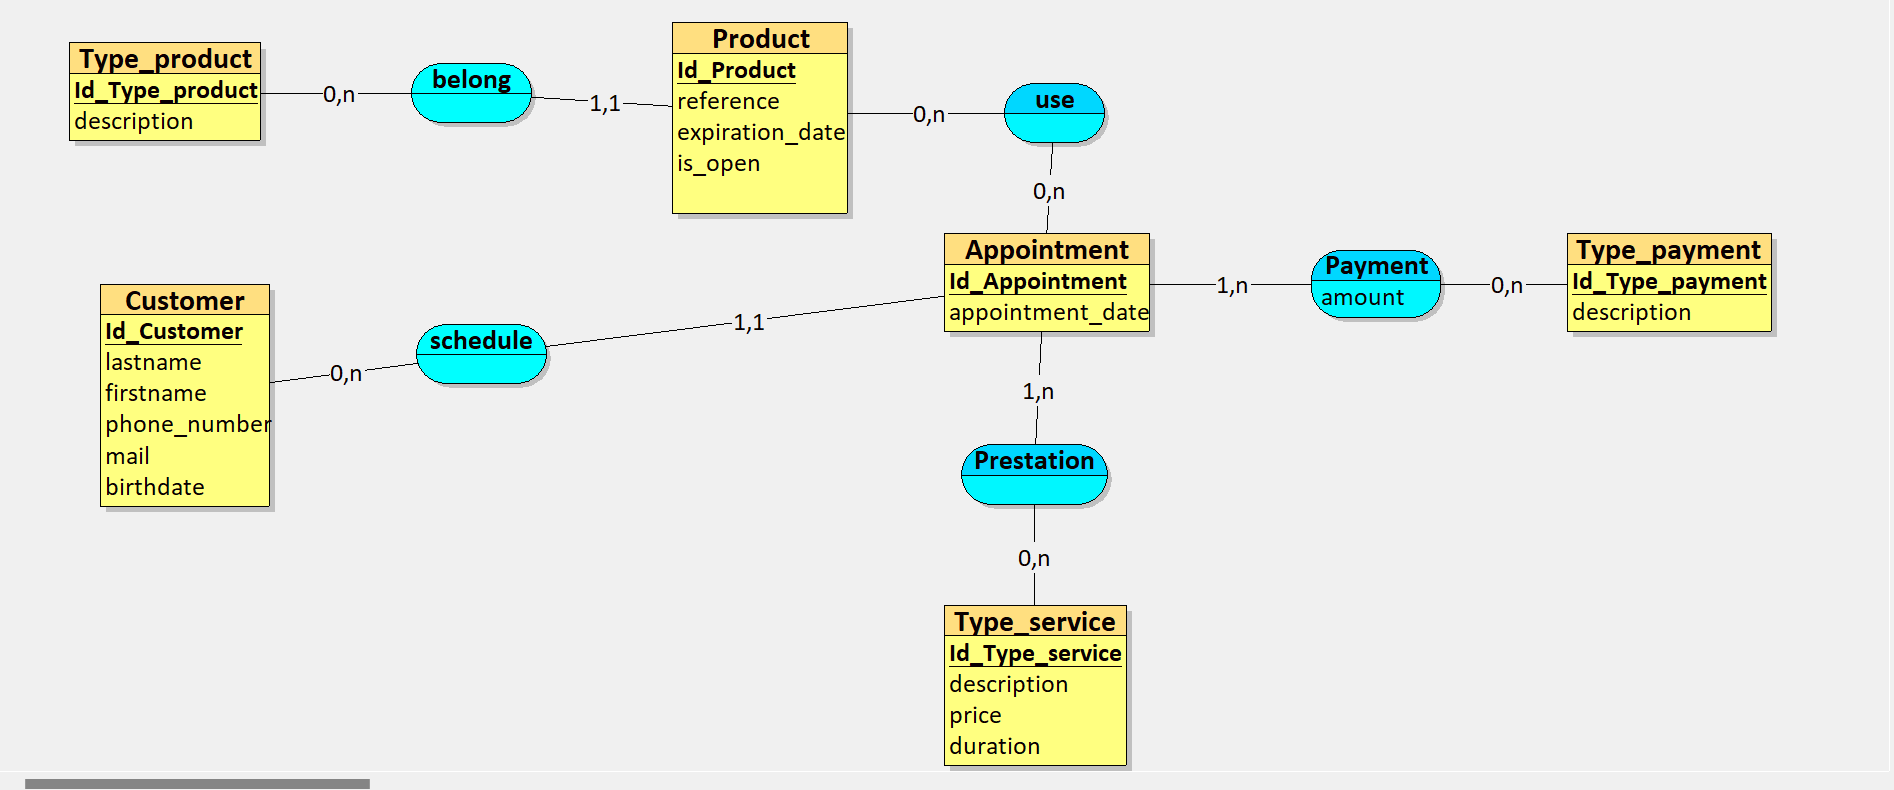 Type_product
Id_Type_product
description
0,n
belong
1,1
Product
Id_Product
reference
expiration_date
is_open
0,n
use
0,n
Appointment
Id_Appointment
appointment_date
1,n
Payment
amount
0,n
Type_payment
Id_Type_payment
description
Customer
Id_Customer
lastname
firstname
phone_number
mail
birthdate
0,n
schedule
1,1
1,n
Prestation
0,n
Type_service
Id_Type_service
description
price
duration